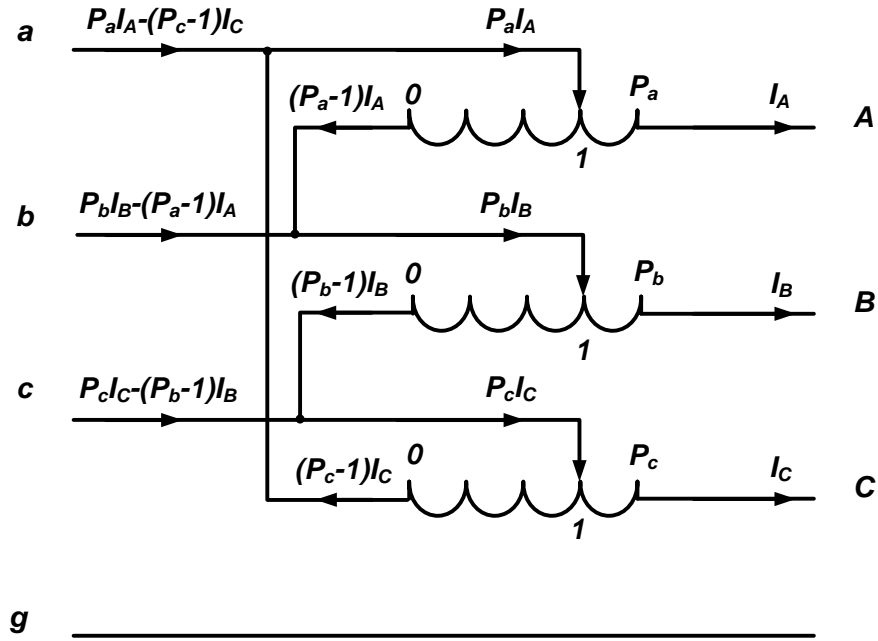 a
PaIA-(Pc-1)IC
PaIA
(Pa-1)IA
0
Pa
IA
A
1
b
PbIB-(Pa-1)IA
PbIB
(Pb-1)IB
0
Pb
IB
B
1
c
PcIC-(Pb-1)IB
PcIC
(Pc-1)IC
0
Pc
IC
C
1
g